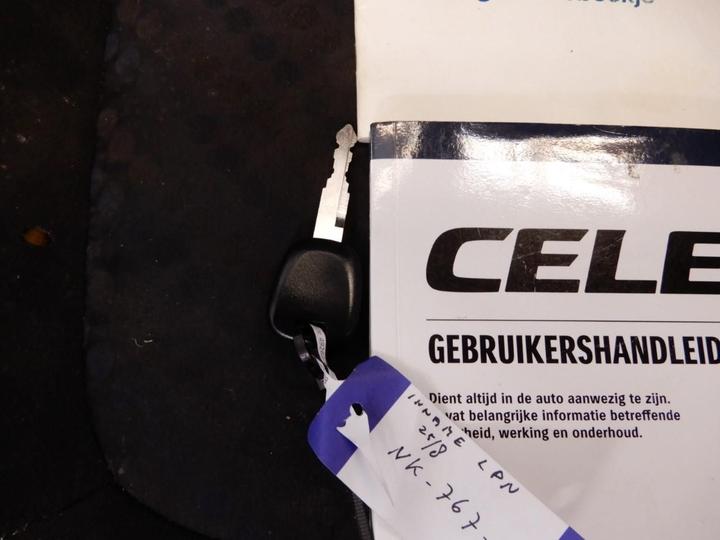 CELE
GEBRUIKERSHANDLEID
Dient altijd in de auto aanwezig te zijn.
vat belangrijke informatie betreffende
heid, werking en onderhoud.
INNAME LPN
25/8
NK-767-